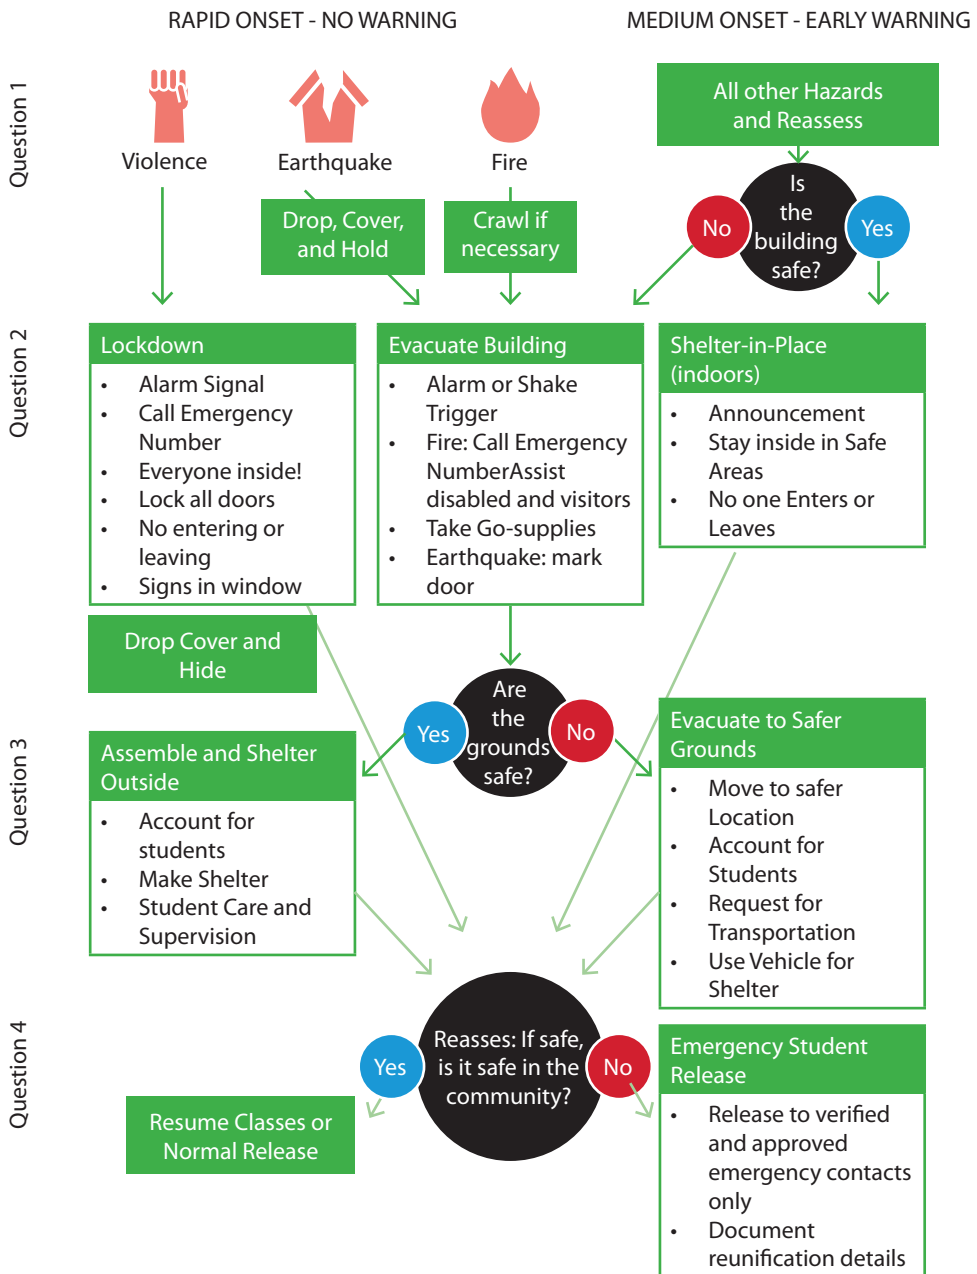 RAPID ONSET - NO WARNING
MEDIUM ONSET - EARLY WARNING
Question 1
Violence
Earthquake
Fire
All other Hazards
and Reassess
Drop, Cover,
and Hold
Crawl if
necessary
Is
the
building
safe?
No
Yes
Question 2
Lockdown
• Alarm Signal
• Call Emergency
Number
• Everyone inside!
• Lock all doors
• No entering or
leaving
• Signs in window
Evacuate Building
• Alarm or Shake
Trigger
• Fire: Call Emergency
NumberAssist
disabled and visitors
• Take Go-supplies
• Earthquake: mark
door
Shelter-in-Place
(indoors)
• Announcement
• Stay inside in Safe
Areas
• No one Enters or
Leaves
Drop Cover and
Hide
Question 3
Are
the
grounds
safe?
Yes
No
Assemble and Shelter
Outside
• Account for
students
• Make Shelter
• Student Care and
Supervision
Evacuate to Safer
Grounds
• Move to safer
Location
• Account for
Students
• Request for
Transportation
• Use Vehicle for
Shelter
Question 4
Reasses: If safe,
is it safe in the
community?
Yes
No
Resume Classes or
Normal Release
Emergency Student
Release
• Release to verified
and approved
emergency contacts
only
• Document
reunification details